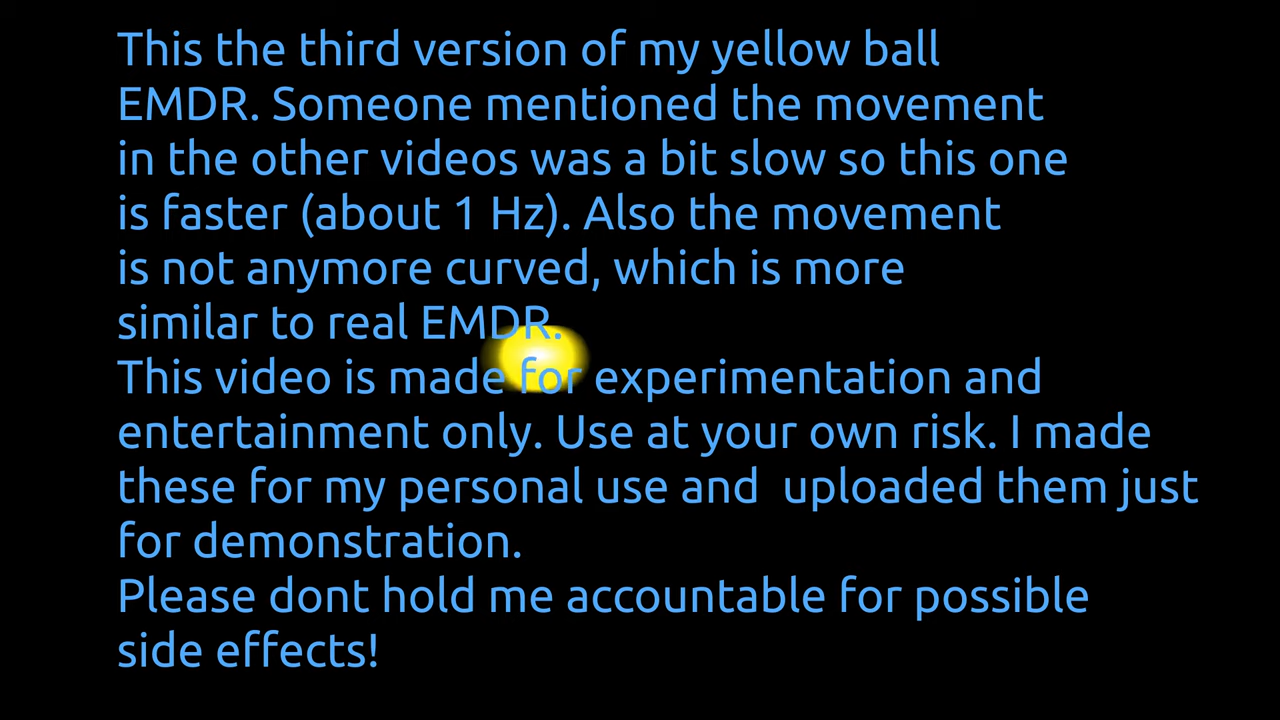 This the third version of my yellow ball
EMDR. Someone mentioned the movement
in the other videos was a bit slow so this one
is faster (about 1 Hz). Also the movement
is not anymore curved, which is more
similar to real EMDR.
This video is made for experimentation and
entertainment only. Use at your own risk. I made
these for my personal use and  uploaded them just
for demonstration.
Please dont hold me accountable for possible
side effects!